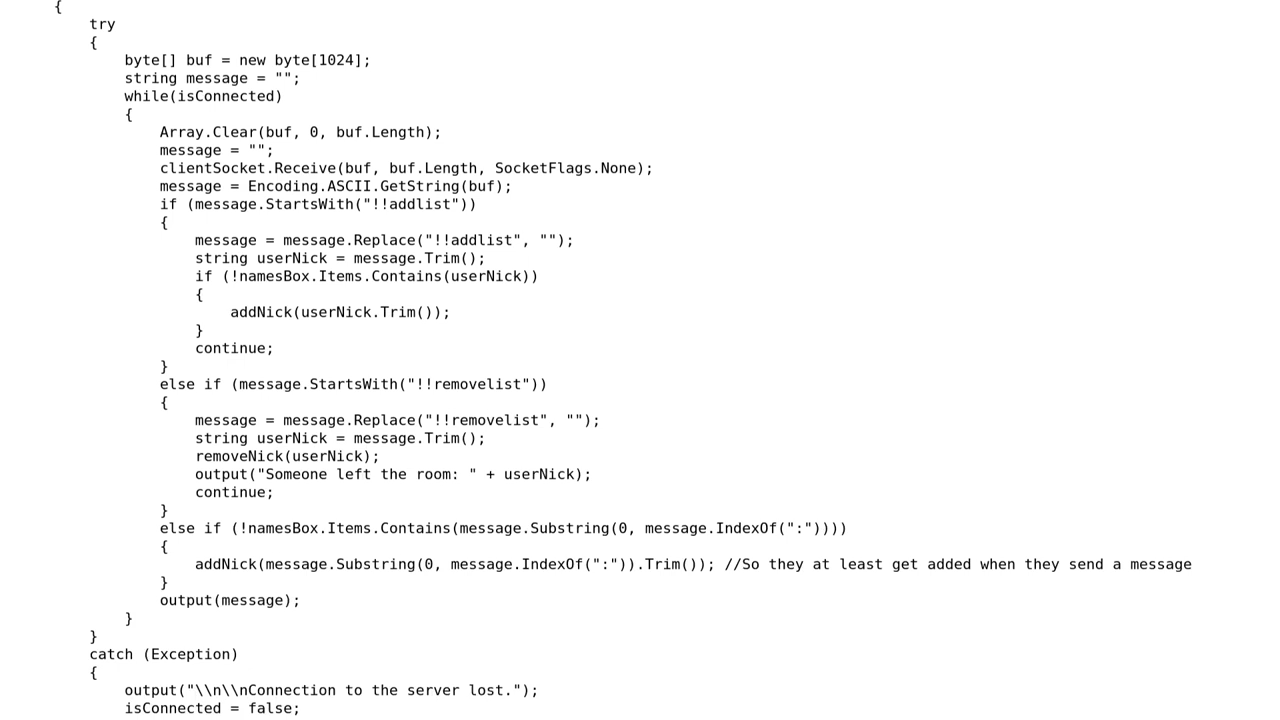 {
try
{
byte[] buf = new byte[1024];
string message = "";
while(isConnected)
{
Array.Clear(buf, 0, buf.Length);
message = "";
clientSocket.Receive(buf, buf.Length, SocketFlags.None);
message = Encoding.ASCII.GetString(buf);
if (message.StartsWith("!!addlist"))
{
message = message.Replace("!!addlist", "");
string userNick = message.Trim();
if (!namesBox.Items.Contains(userNick))
{
addNick(userNick.Trim());
}
continue;
}
else if (message.StartsWith("!!removelist"))
{
message = message.Replace("!!removelist", "");
string userNick = message.Trim();
removeNick(userNick);
output("Someone left the room: " + userNick);
continue;
}
else if (!namesBox.Items.Contains(message.Substring(0, message.IndexOf(":"))))
{
addNick(message.Substring(0, message.IndexOf(":")).Trim()); //So they at least get added when they send a message
}
output(message);
}
}
catch (Exception)
{
output("\\n\\nConnection to the server lost.");
isConnected = false;